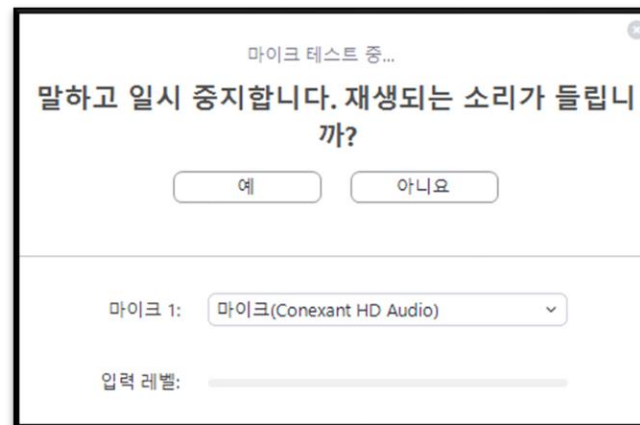 마이크 테스트 중...
말하고 일시 중지합니다. 재생되는 소리가 들립니
까?
예
아니요
마이크 1:
마이크(Conexant HD Audio)
입력 레벨: